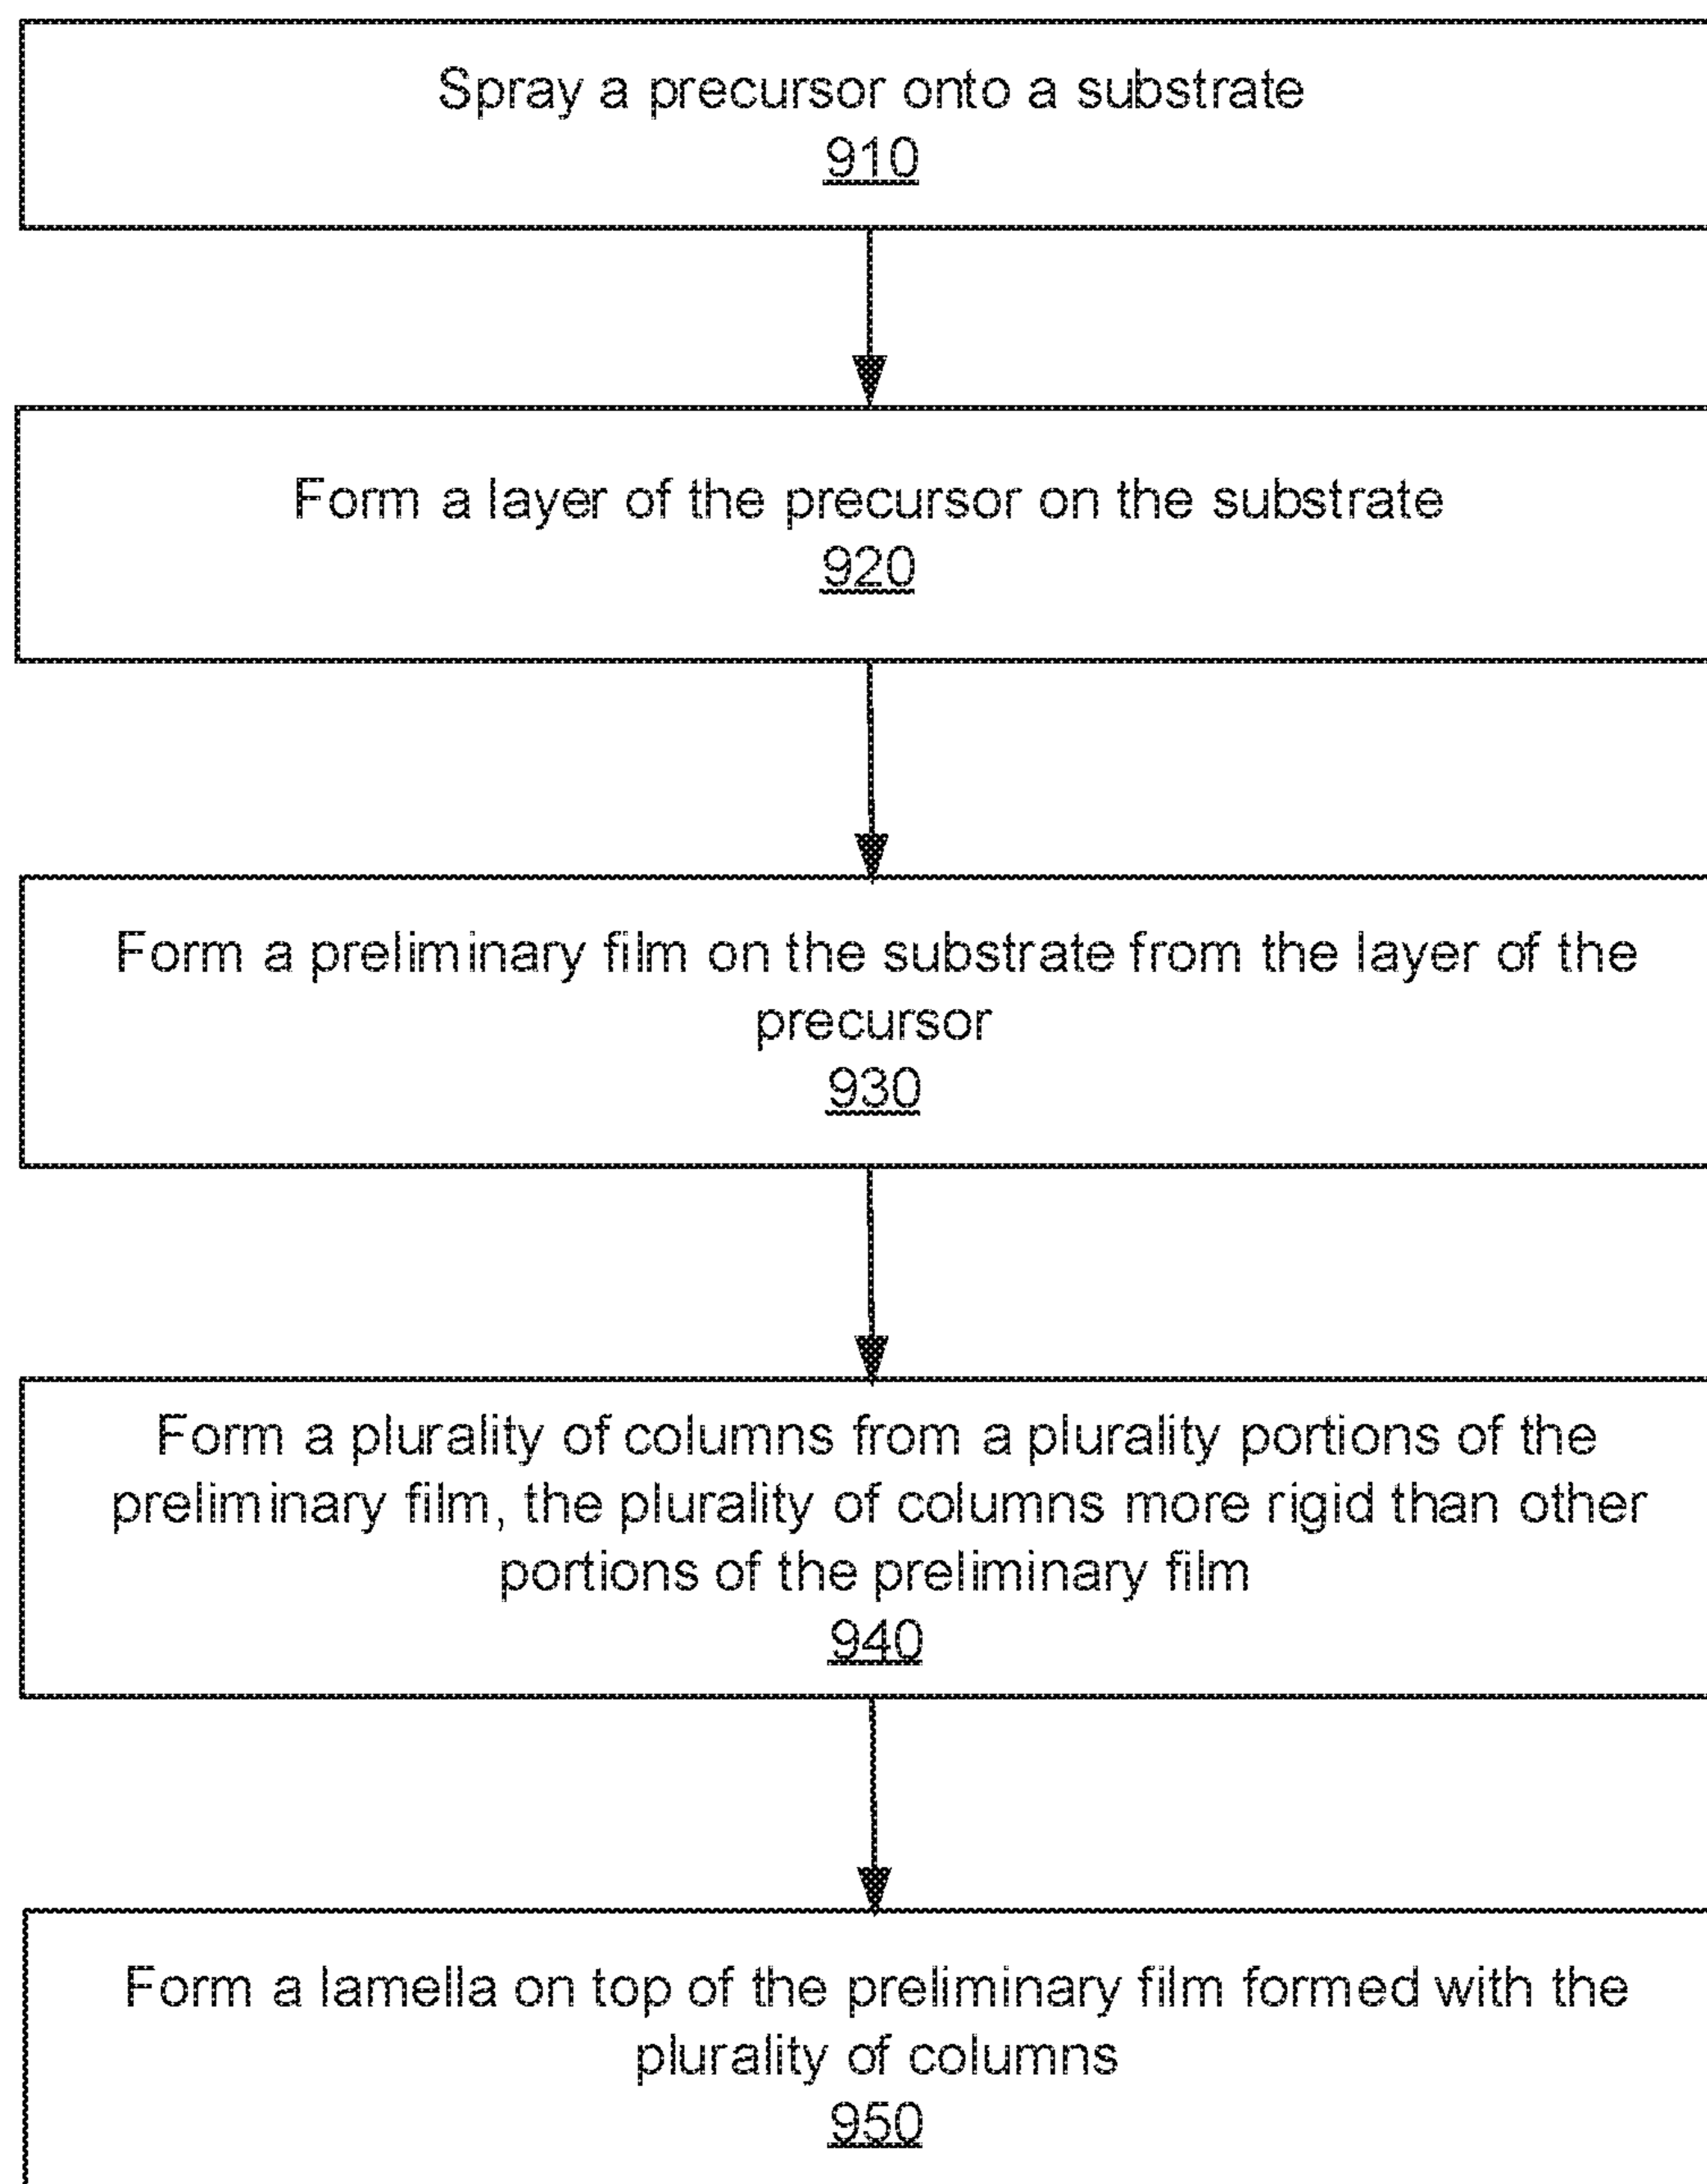 Spray a precursor onto a substrate
910
Form a layer of the precursor on the substrate
920
Form a preliminary film on the substrate from the layer of the
precursor
930
Form a plurality of columns from a plurality portions of the
preliminary film, the plurality of columns more rigid than other
portions of the preliminary film
940
Form a lamella on top of the preliminary film formed with the
plurality of columns
950